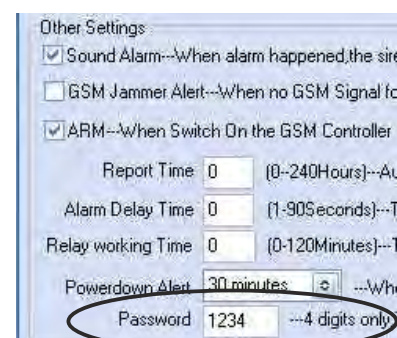 Other Settings
Sound Alarm---When alarm happened,the sire
GSM Jammer Alert---When no GSM Signal fo
ARM---When Switch On the GSM Controller
Report Time 0 (0--240Hours)---Au
Alarm Delay Time 0 (1-90Seconds)---T
Relay working Time 0 (0-120Minutes)---T
Powerdown Alert 30 minutes ---Whe
Password 1234 ---4 digits only